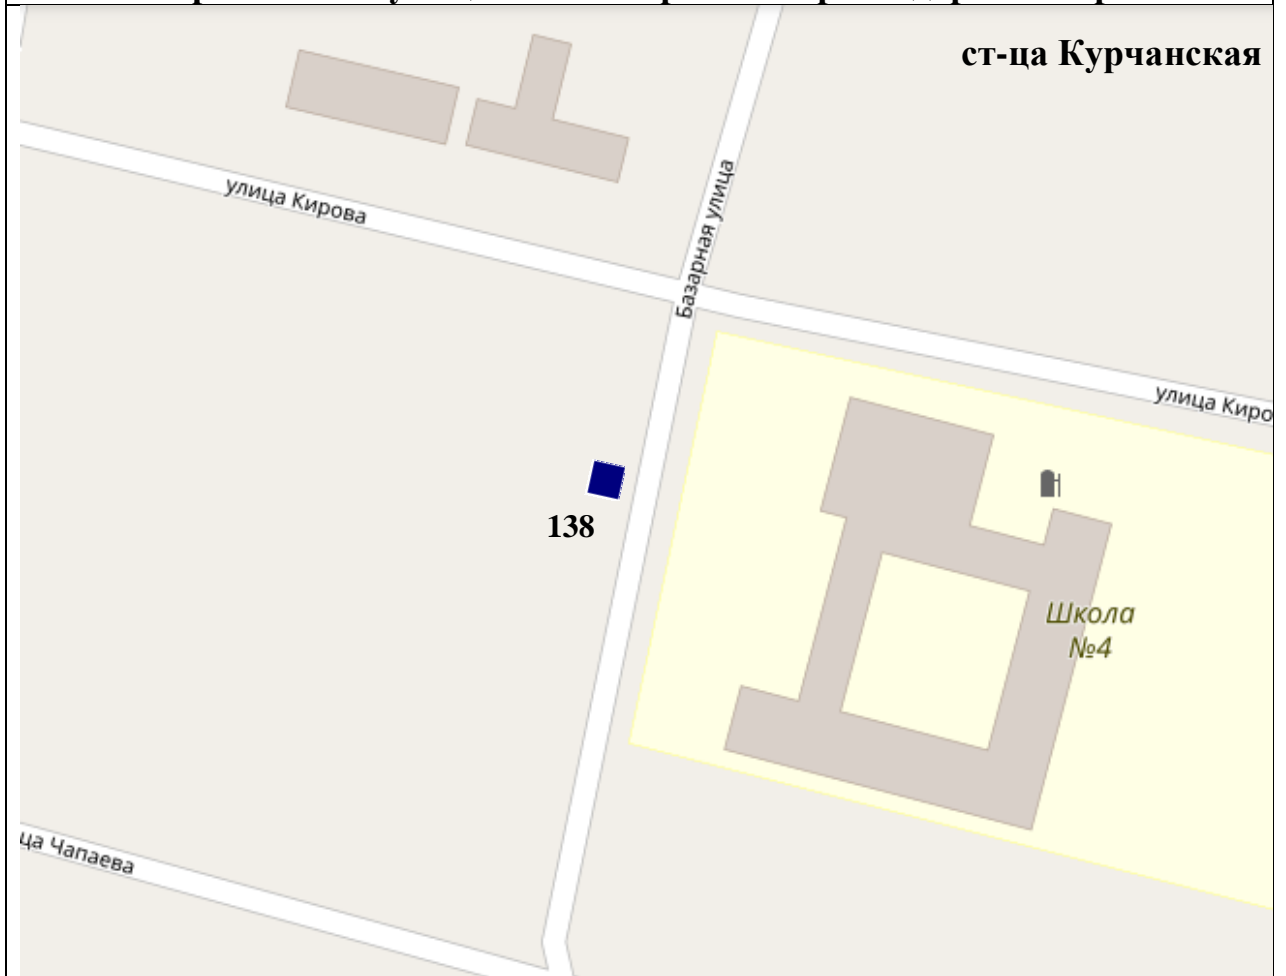 ст-ца Курчанская
улица Кирова
Базарная улица
улица Киро
138
Школа
№4
ца Чапаева